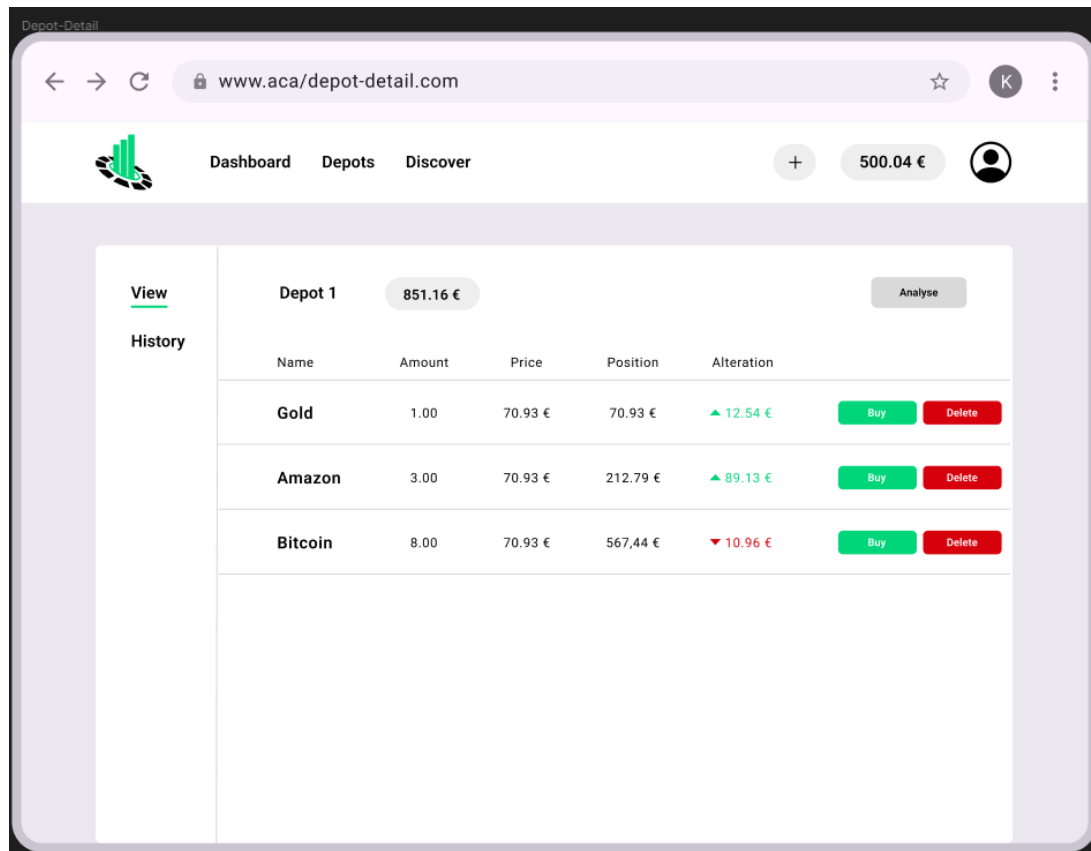 Depot-Detail
www.aca/depot-detail.com
K
Dashboard Depots Discover + 500.04 €
View
History
Depot 1 851.16 € Analyse
Name Amount Price Position Alteration
Gold 1.00 70.93 € 70.93 € ▲ 12.54 € Buy Delete
Amazon 3.00 70.93 € 212.79 € ▲ 89.13 € Buy Delete
Bitcoin 8.00 70.93 € 567,44 € ▼ 10.96 € Buy Delete